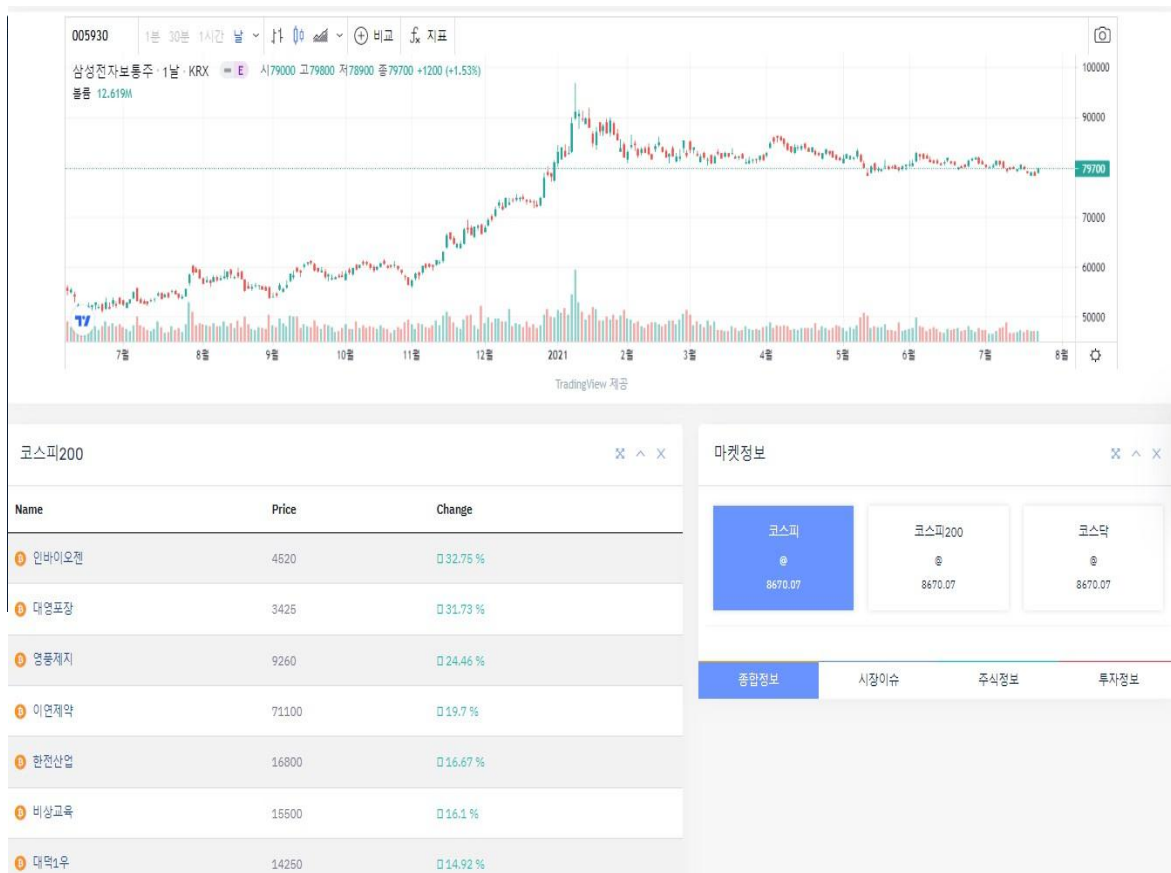 005930 1분 30분 1시간 날 비교 fx 지표
삼성전자보통주 · 1날 · KRX E 시79000 고79800 저78900 종79700 +1200 (+1.53%)
볼륨 12.619M
100000
90000
79700
70000
60000
50000
7월 8월 9월 10월 11월 12월 2021 2월 3월 4월 5월 6월 7월 8월
TradingView 제공
코스피200
Name Price Change
인바이오젠 4520 32.75 %
대영포장 3425 31.73 %
영풍제지 9260 24.46 %
이연제약 71100 19.7 %
한전산업 16800 16.67 %
비상교육 15500 16.1 %
대덕1우 14250 14.92 %
마켓정보
코스피 코스피200 코스닥
@ @ @
8670.07 8670.07 8670.07
종합정보 시장이슈 주식정보 투자정보